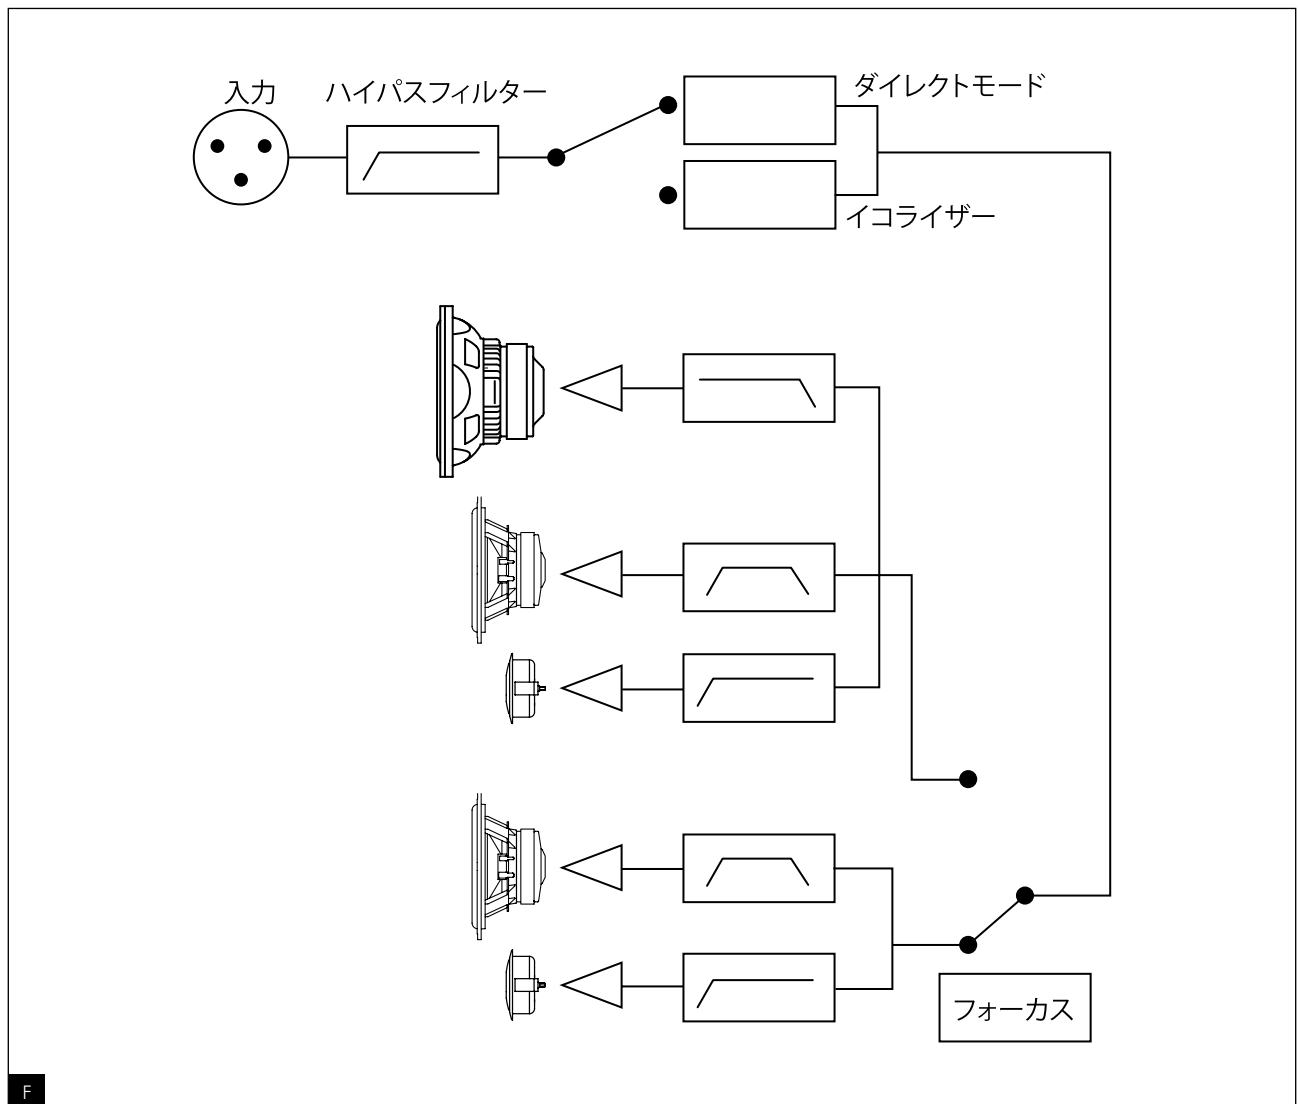 入力
ハイパスフィルター
ダイレクトモード
イコライザー
フォーカス
F